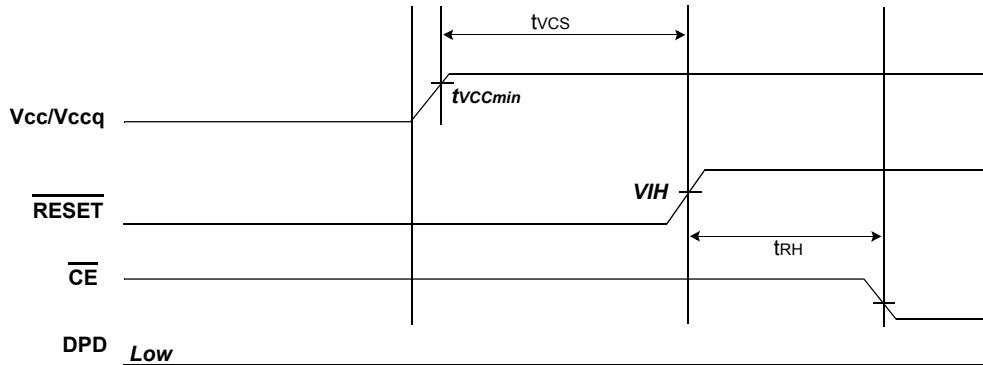 tVCS
tVCCmin
Vcc/Vccq
VIH
RESET
tRH
CE
DPD
Low